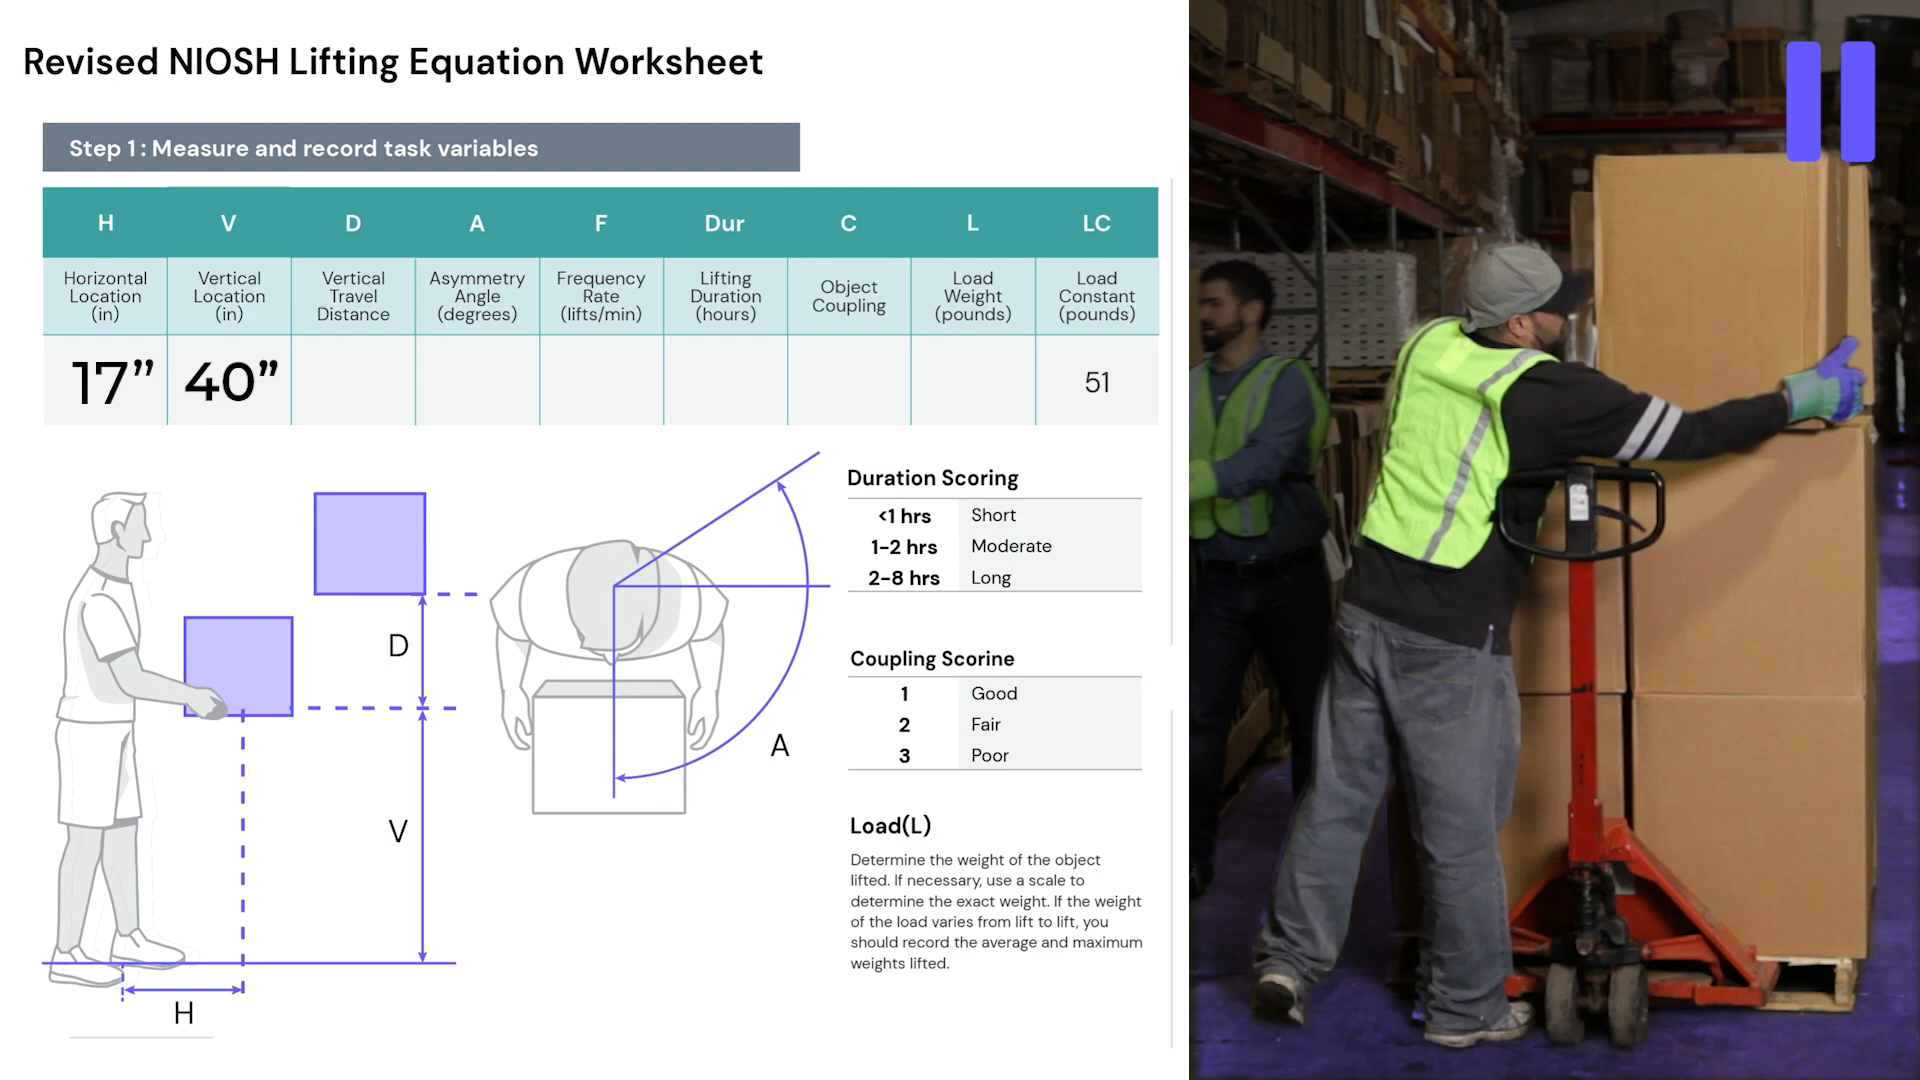 Revised NIOSH Lifting Equation Worksheet
Step 1 : Measure and record task variables
H V D A F Dur C L LC
Horizontal Location (in)
Vertical Location (in)
Vertical Travel Distance
Asymmetry Angle (degrees)
Frequency Rate (lifts/min)
Lifting Duration (hours)
Object Coupling
Load Weight (pounds)
Load Constant (pounds)
17” 40” 51
D
V
H
A
Duration Scoring
<1 hrs Short
1-2 hrs Moderate
2-8 hrs Long
Coupling Scorine
1 Good
2 Fair
3 Poor
Load(L)
Determine the weight of the object
lifted. If necessary, use a scale to
determine the exact weight. If the weight
of the load varies from lift to lift, you
should record the average and maximum
weights lifted.